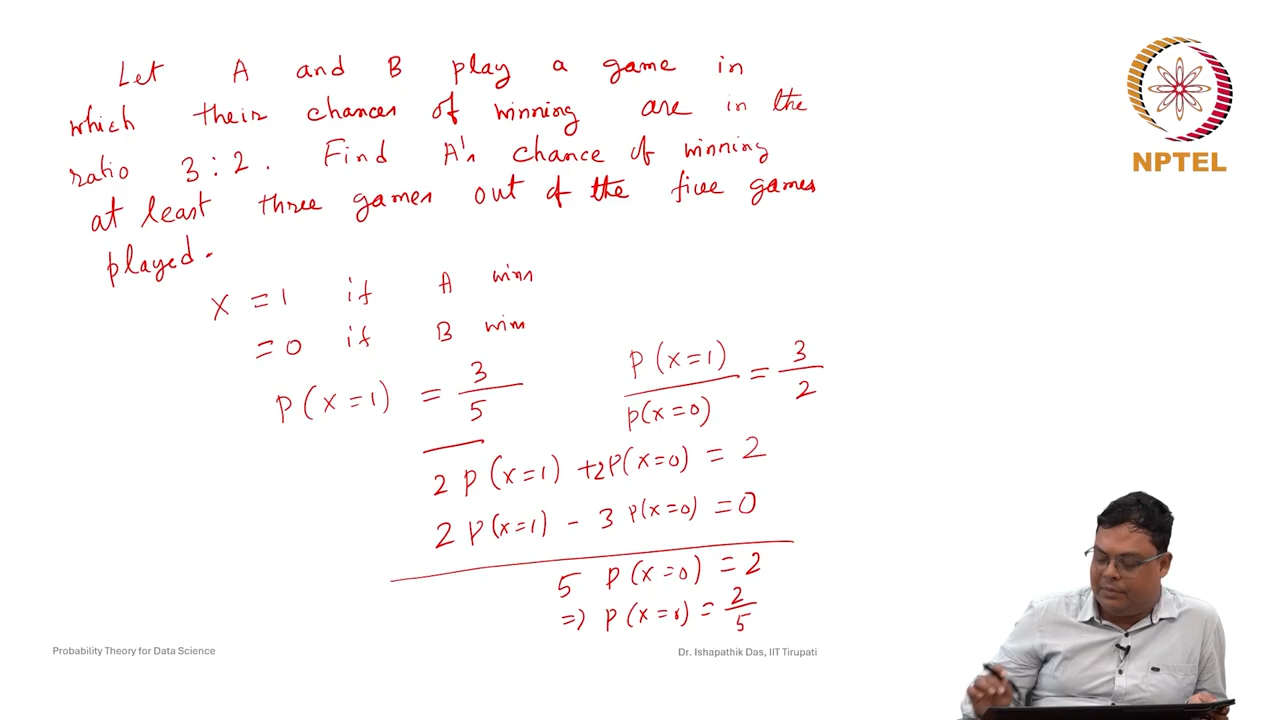 Let A and B play a game in
which their chances of winning are in the
ratio 3:2. Find A's chance of winning
at least three games out of the five games
played.
NPTEL
X = 1 if A wins
= 0 if B wins
P(X=1) = 3/5
P(X=1)/P(X=0) = 3/2
2P(X=1) + 2P(X=0) = 2
2P(X=1) - 3P(X=0) = 0
5 P(X=0) = 2
=> P(X=0) = 2/5
Probability Theory for Data Science
Dr. Ishapathik Das, IIT Tirupati